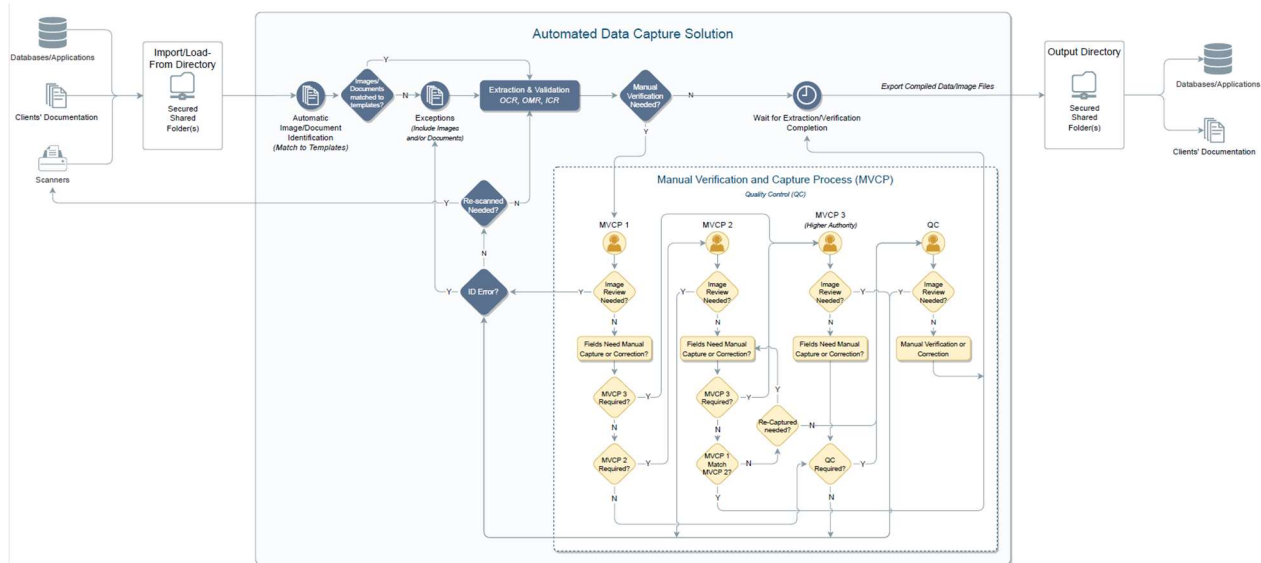 Automated Data Capture Solution
Databases/Applications
Clients' Documentation
Scanners
Import/Load-
From Directory
Secured
Shared
Folder(s)
Automatic
Image/Document
Identification
(Match to Templates)
Images/
Documents
matched to
templates?
Y
N
Exceptions
(Include Images
and/or Documents)
Extraction & Validation
OCR, OMR, ICR
Manual
Verification
Needed?
N
Y
Wait for Extraction/Verification
Completion
Export Compiled Data/Image Files
Output Directory
Secured
Shared
Folder(s)
Databases/Applications
Clients' Documentation
Re-scanned
Needed?
Y
N
N
ID Error?
Y
Manual Verification and Capture Process (MVCP)
Quality Control (QC)
MVCP 1
Image
Review
Needed?
Y
N
Fields Need Manual
Capture or Correction?
MVCP 3
Required?
Y
N
MVCP 2
Required?
Y
N
MVCP 2
Image
Review
Needed?
Y
N
Fields Need Manual
Capture or Correction?
MVCP 3
Required?
Y
N
MVCP 1
Match
MVCP 2?
N
Y
Re-Captured
needed?
Y
N
MVCP 3
(Higher Authority)
Image
Review
Needed?
Y
N
Fields Need Manual
Capture or Correction?
QC
Required?
Y
N
QC
Image
Review
Needed?
Y
N
Manual Verification or
Correction